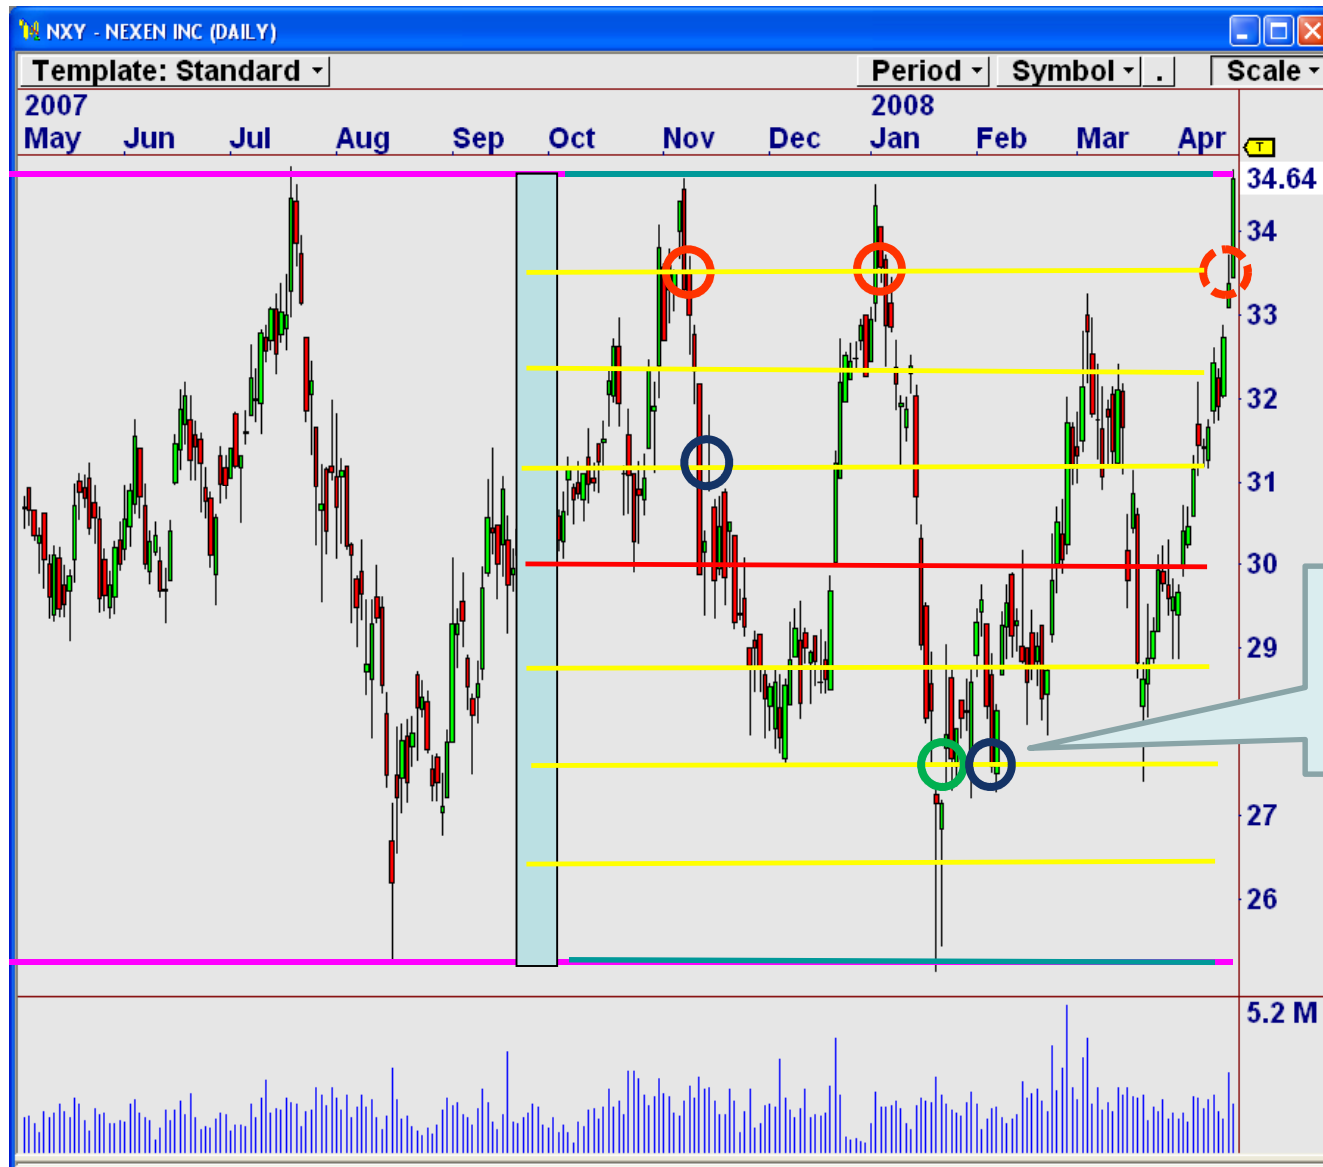 NXY - NEXEN INC (DAILY)
Template: Standard Period Symbol . Scale
2007 2008
May Jun Jul Aug Sep Oct Nov Dec Jan Feb Mar Apr
T
34.64
34
33
32
31
30
29
27
26
5.2 M